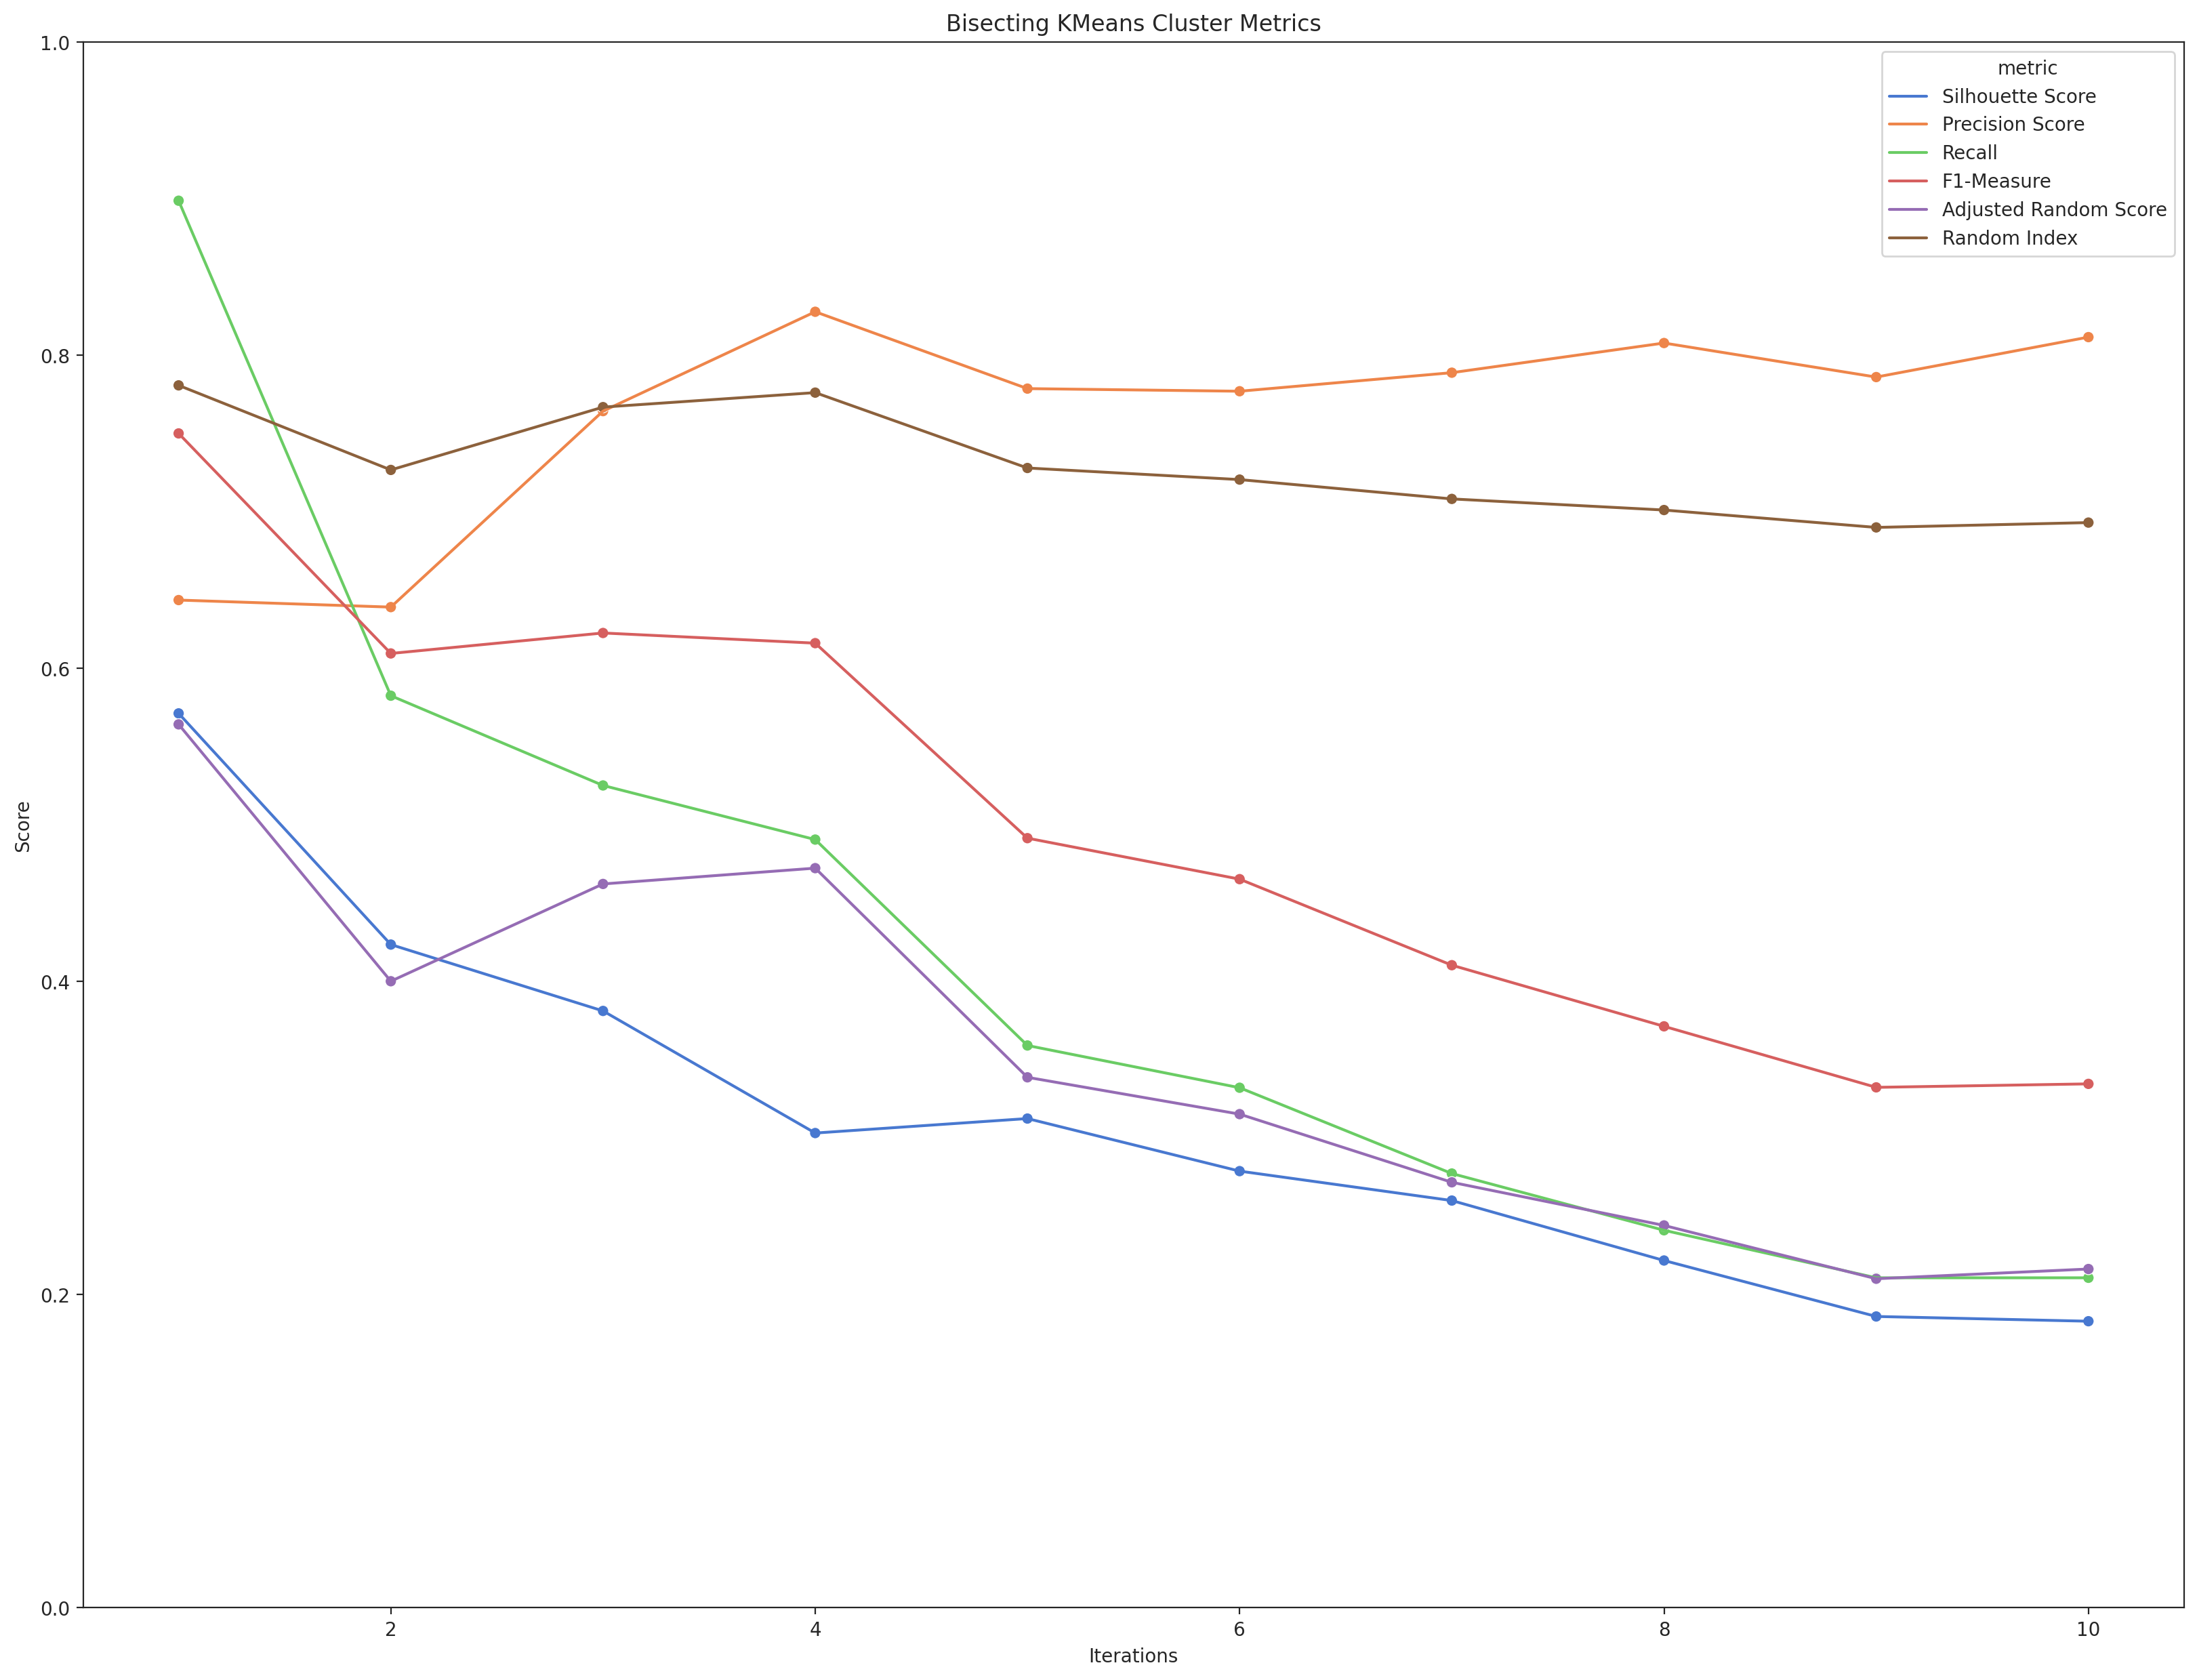 Bisecting KMeans Cluster Metrics
1.0
0.8
0.6
0.4
0.2
0.0
Score
2
4
6
8
10
Iterations
metric
Silhouette Score
Precision Score
Recall
F1-Measure
Adjusted Random Score
Random Index